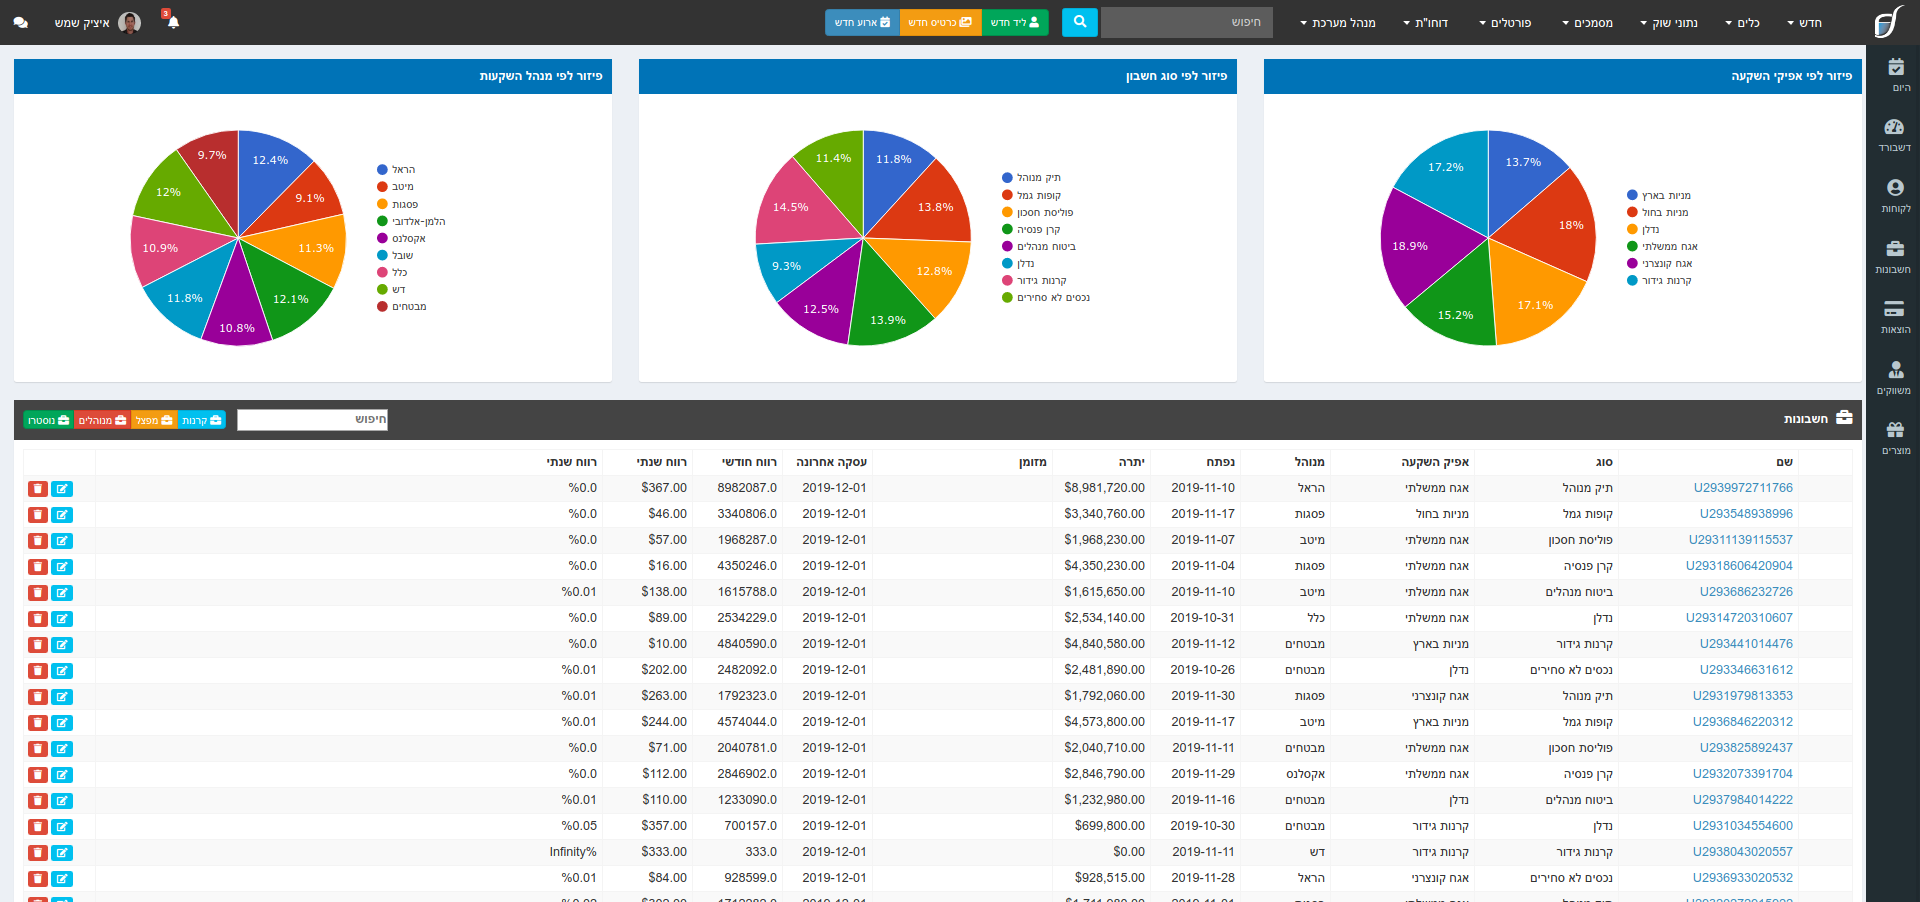 חדש
כלים
נתוני שוק
מסמכים
פורטלים
דוחו"ת
מנהל מערכת
חיפוש
ליד חדש
כרטיס חדש
ארוע חדש
3
איציק שמש
היום
דשבורד
לקוחות
חשבונות
הוצאות
משווקים
מוצרים
פיזור לפי אפיקי השקעה
13.7%
18%
17.1%
15.2%
18.9%
17.2%
מניות בארץ
מניות בחול
נדלן
אגח ממשלתי
אגח קונצרני
קרנות גידור
פיזור לפי סוג חשבון
11.8%
13.8%
12.8%
13.9%
12.5%
9.3%
14.5%
11.4%
תיק מנוהל
קופות גמל
פוליסת חסכון
קרן פנסיה
ביטוח מנהלים
נדלן
קרנות גידור
נכסים לא סחירים
פיזור לפי מנהל השקעות
12.4%
9.1%
11.3%
12.1%
10.8%
11.8%
10.9%
12%
9.7%
הראל
מיטב
פסגות
הלמן-אלדובי
אקסלנס
שובל
כלל
דש
מבטחים
חשבונות
חיפוש
קרנות
מפצל
מנוהלים
נוסטרו
שם סוג אפיק השקעה מנוהל נפתח יתרה מזומן עסקה אחרונה רווח חודשי רווח שנתי רווח שנתי
U2939972711766 תיק מנוהל אגח ממשלתי הראל 2019-11-10 $8,981,720.00 2019-12-01 8982087.0 $367.00 %0.0
U293548938996 קופות גמל מניות בחול פסגות 2019-11-17 $3,340,760.00 2019-12-01 3340806.0 $46.00 %0.0
U29311139115537 פוליסת חסכון אגח ממשלתי מיטב 2019-11-07 $1,968,230.00 2019-12-01 1968287.0 $57.00 %0.0
U29318606420904 קרן פנסיה אגח ממשלתי פסגות 2019-11-04 $4,350,230.00 2019-12-01 4350246.0 $16.00 %0.0
U293686232726 ביטוח מנהלים אגח ממשלתי מיטב 2019-11-10 $1,615,650.00 2019-12-01 1615788.0 $138.00 %0.01
U29314720310607 נדלן אגח ממשלתי כלל 2019-10-31 $2,534,140.00 2019-12-01 2534229.0 $89.00 %0.0
U293441014476 קרנות גידור מניות בארץ מבטחים 2019-11-12 $4,840,580.00 2019-12-01 4840590.0 $10.00 %0.0
U293346631612 נכסים לא סחירים נדלן מבטחים 2019-10-26 $2,481,890.00 2019-12-01 2482092.0 $202.00 %0.01
U2931979813353 תיק מנוהל אגח קונצרני פסגות 2019-11-30 $1,792,060.00 2019-12-01 1792323.0 $263.00 %0.01
U2936846220312 קופות גמל מניות בארץ מיטב 2019-11-17 $4,573,800.00 2019-12-01 4574044.0 $244.00 %0.01
U293825892437 פוליסת חסכון אגח ממשלתי מבטחים 2019-11-11 $2,040,710.00 2019-12-01 2040781.0 $71.00 %0.0
U2932073391704 קרן פנסיה אגח ממשלתי אקסלנס 2019-11-29 $2,846,790.00 2019-12-01 2846902.0 $112.00 %0.0
U2937984014222 ביטוח מנהלים נדלן מבטחים 2019-11-16 $1,232,980.00 2019-12-01 1233090.0 $110.00 %0.01
U2931034554600 נדלן קרנות גידור מבטחים 2019-10-30 $699,800.00 2019-12-01 700157.0 $357.00 %0.05
U2938043020557 קרנות גידור קרנות גידור דש 2019-11-11 $0.00 2019-12-01 333.0 $333.00 Infinity%
U2936933020532 נכסים לא סחירים אגח קונצרני הראל 2019-11-28 $928,515.00 2019-12-01 928599.0 $84.00 %0.01